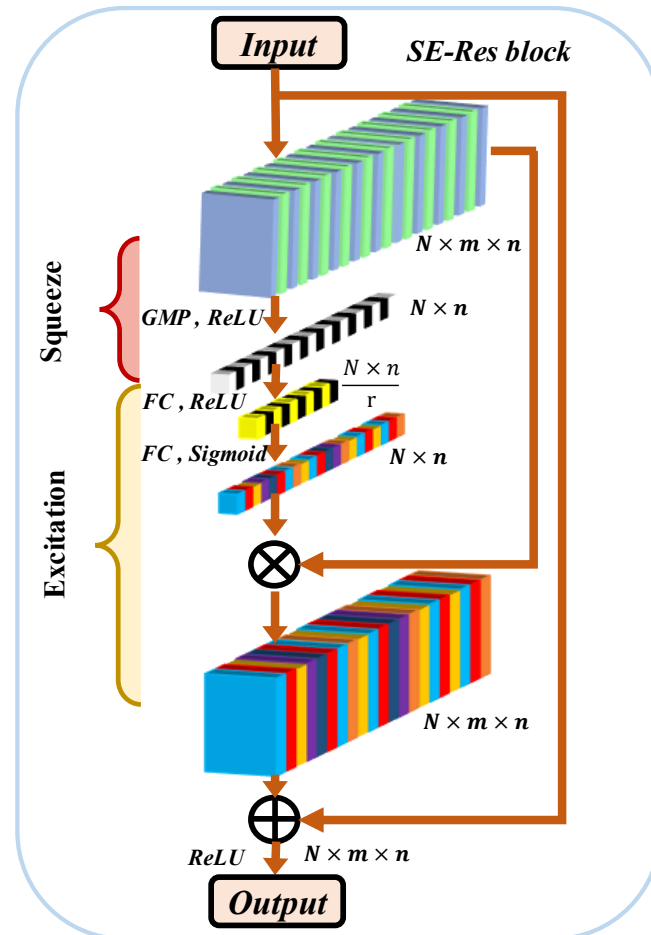 Input
SE-Res block
N × m × n
Squeeze
GMP , ReLU
N × n
FC , ReLU
N × n
r
FC , Sigmoid
N × n
Excitation
N × m × n
ReLU
N × m × n
Output